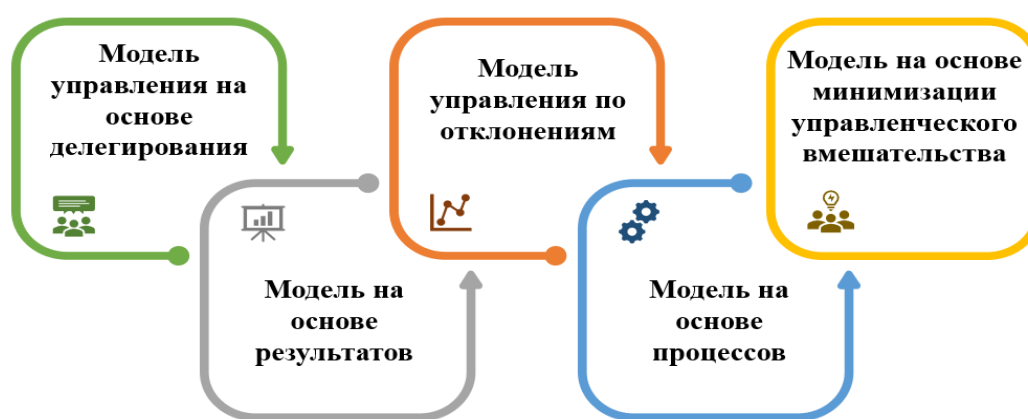 Модель
управления на
основе
делегирования
Модель на
основе
результатов
Модель
управления по
отклонениям
Модель на
основе
процессов
Модель на основе
минимизации
управленческого
вмешательства